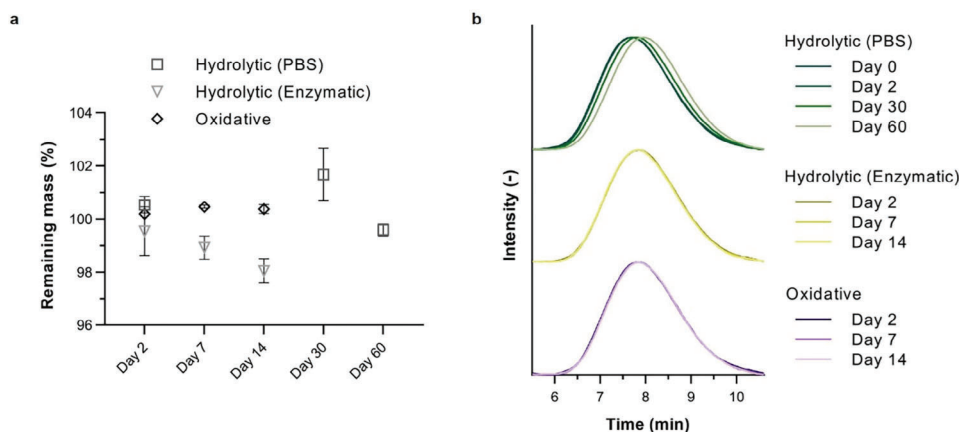 a
Hydrolytic (PBS)
Hydrolytic (Enzymatic)
Oxidative
Remaining mass (%)
104
102
100
98
96
Day 2
Day 7
Day 14
Day 30
Day 60
b
Intensity (-)
6
7
8
9
10
Time (min)
Hydrolytic (PBS)
Day 0
Day 2
Day 30
Day 60
Hydrolytic (Enzymatic)
Day 2
Day 7
Day 14
Oxidative
Day 2
Day 7
Day 14